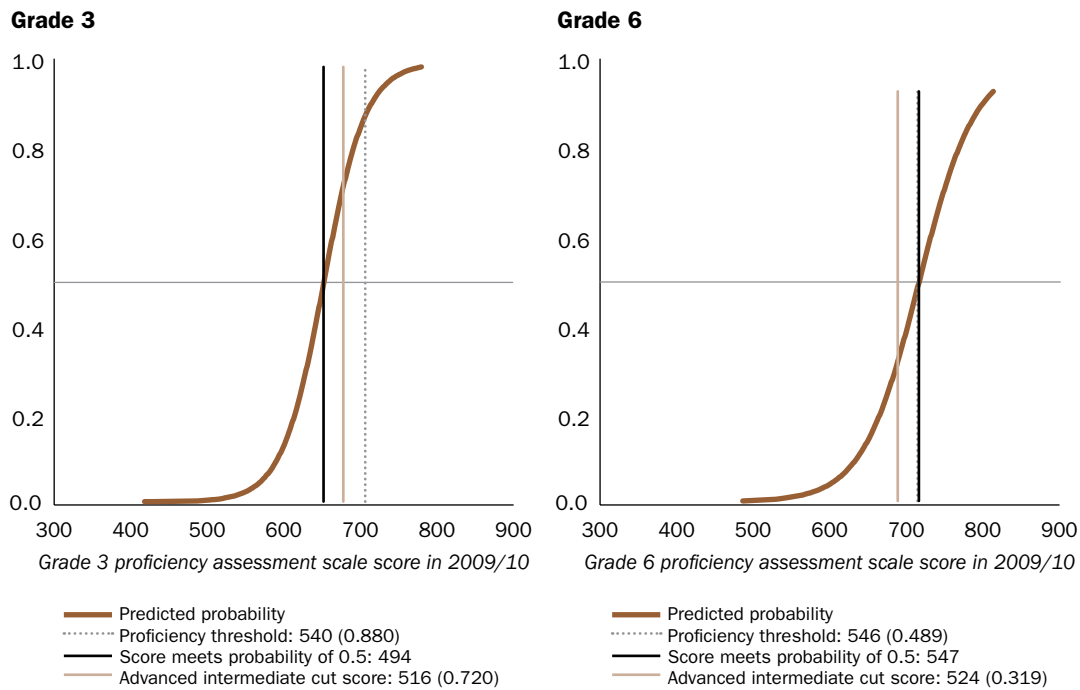 Grade 3
1.0
0.8
0.6
0.4
0.2
0.0
300 400 500 600 700 800 900
Grade 3 proficiency assessment scale score in 2009/10
Predicted probability
Proficiency threshold: 540 (0.880)
Score meets probability of 0.5: 494
Advanced intermediate cut score: 516 (0.720)
Grade 6
1.0
0.8
0.6
0.4
0.2
0.0
300 400 500 600 700 800 900
Grade 6 proficiency assessment scale score in 2009/10
Predicted probability
Proficiency threshold: 546 (0.489)
Score meets probability of 0.5: 547
Advanced intermediate cut score: 524 (0.319)